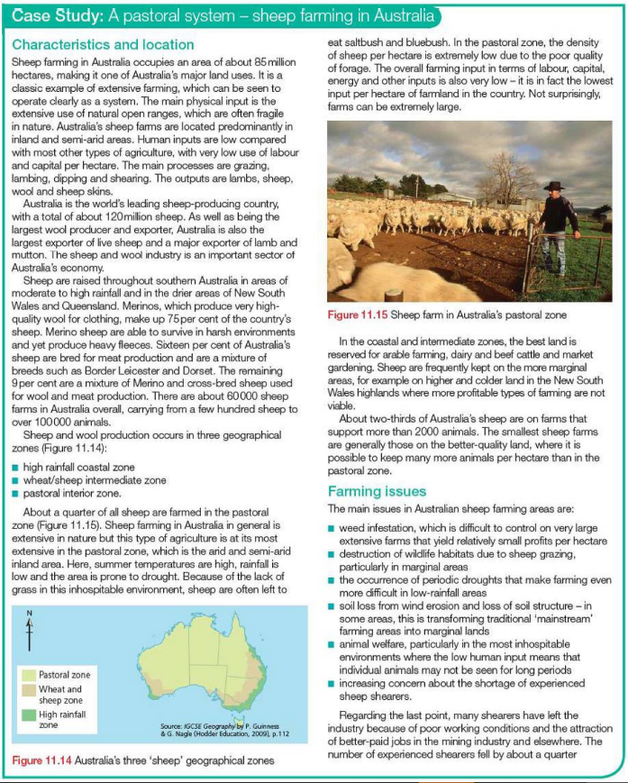 Case Study: A pastoral system – sheep farming in Australia
Characteristics and location
Sheep farming in Australia occupies an area of about 85 million
hectares, making it one of Australia's major land uses. It is a
classic example of extensive farming, which can be seen to
operate clearly as a system. The main physical input is the
extensive use of natural open ranges, which are often fragile
in nature. Australia's sheep farms are located predominantly in
inland and semi-arid areas. Human inputs are low compared
with most other types of agriculture, with very low use of labour
and capital per hectare. The main processes are grazing,
lambing, dipping and shearing. The outputs are lambs, sheep,
wool and sheep skins.
Australia is the world's leading sheep-producing country,
with a total of about 120 million sheep. As well as being the
largest wool producer and exporter, Australia is also the
largest exporter of live sheep and a major exporter of lamb and
mutton. The sheep and wool industry is an important sector of
Australia's economy.
Sheep are raised throughout southern Australia in areas of
moderate to high rainfall and in the drier areas of New South
Wales and Queensland. Merinos, which produce very high-
quality wool for clothing, make up 75 per cent of the country's
sheep. Merino sheep are able to survive in harsh environments
and yet produce heavy fleeces. Sixteen per cent of Australia's
sheep are bred for meat production and are a mixture of
breeds such as Border Leicester and Dorset. The remaining
9 per cent are a mixture of Merino and cross-bred sheep used
for wool and meat production. There are about 60 000 sheep
farms in Australia overall, carrying from a few hundred sheep to
over 100 000 animals.
Sheep and wool production occurs in three geographical
zones (Figure 11.14):
■ high rainfall coastal zone
■ wheat/sheep intermediate zone
■ pastoral interior zone.
About a quarter of all sheep are farmed in the pastoral
zone (Figure 11.15). Sheep farming in Australia in general is
extensive in nature but this type of agriculture is at its most
extensive in the pastoral zone, which is the arid and semi-arid
inland area. Here, summer temperatures are high, rainfall is
low and the area is prone to drought. Because of the lack of
grass in this inhospitable environment, sheep are often left to
N
Pastoral zone
Wheat and
sheep zone
High rainfall
zone
Source: IGCSE Geography by P. Guinness
& G. Nagle (Hodder Education, 2009), p.112
Figure 11.14 Australia's three 'sheep' geographical zones
eat saltbush and bluebush. In the pastoral zone, the density
of sheep per hectare is extremely low due to the poor quality
of forage. The overall farming input in terms of labour, capital,
energy and other inputs is also very low – it is in fact the lowest
input per hectare of farmland in the country. Not surprisingly,
farms can be extremely large.
Figure 11.15 Sheep farm in Australia's pastoral zone
In the coastal and intermediate zones, the best land is
reserved for arable farming, dairy and beef cattle and market
gardening. Sheep are frequently kept on the more marginal
areas, for example on higher and colder land in the New South
Wales highlands where more profitable types of farming are not
viable.
About two-thirds of Australia's sheep are on farms that
support more than 2000 animals. The smallest sheep farms
are generally those on the better-quality land, where it is
possible to keep many more animals per hectare than in the
pastoral zone.
Farming issues
The main issues in Australian sheep farming areas are:
■ weed infestation, which is difficult to control on very large
extensive farms that yield relatively small profits per hectare
■ destruction of wildlife habitats due to sheep grazing,
particularly in marginal areas
■ the occurrence of periodic droughts that make farming even
more difficult in low-rainfall areas
■ soil loss from wind erosion and loss of soil structure – in
some areas, this is transforming traditional 'mainstream'
farming areas into marginal lands
■ animal welfare, particularly in the most inhospitable
environments where the low human input means that
individual animals may not be seen for long periods
■ increasing concern about the shortage of experienced
sheep shearers.
Regarding the last point, many shearers have left the
industry because of poor working conditions and the attraction
of better-paid jobs in the mining industry and elsewhere. The
number of experienced shearers fell by about a quarter